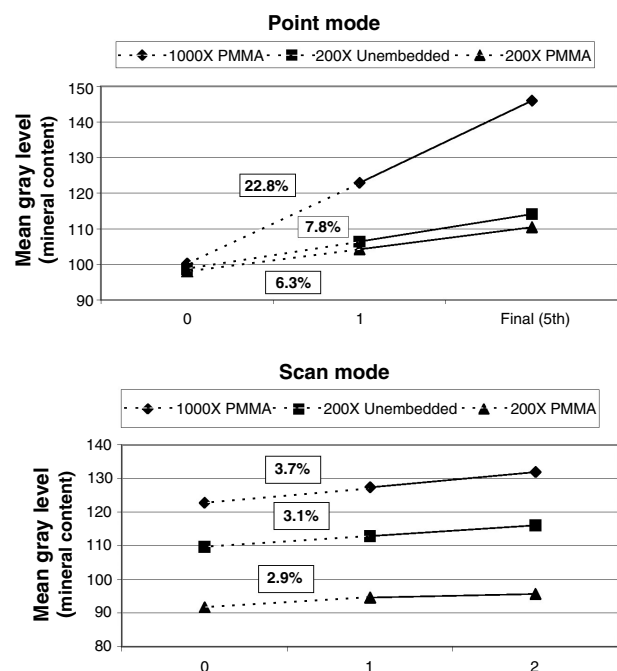 Point mode
1000X PMMA 200X Unembedded 200X PMMA
Mean gray level
(mineral content)
150
140
130
120
110
100
90
22.8%
7.8%
6.3%
0 1 Final (5th)
Scan mode
1000X PMMA 200X Unembedded 200X PMMA
Mean gray level
(mineral content)
140
130
120
110
100
90
80
3.7%
3.1%
2.9%
0 1 2